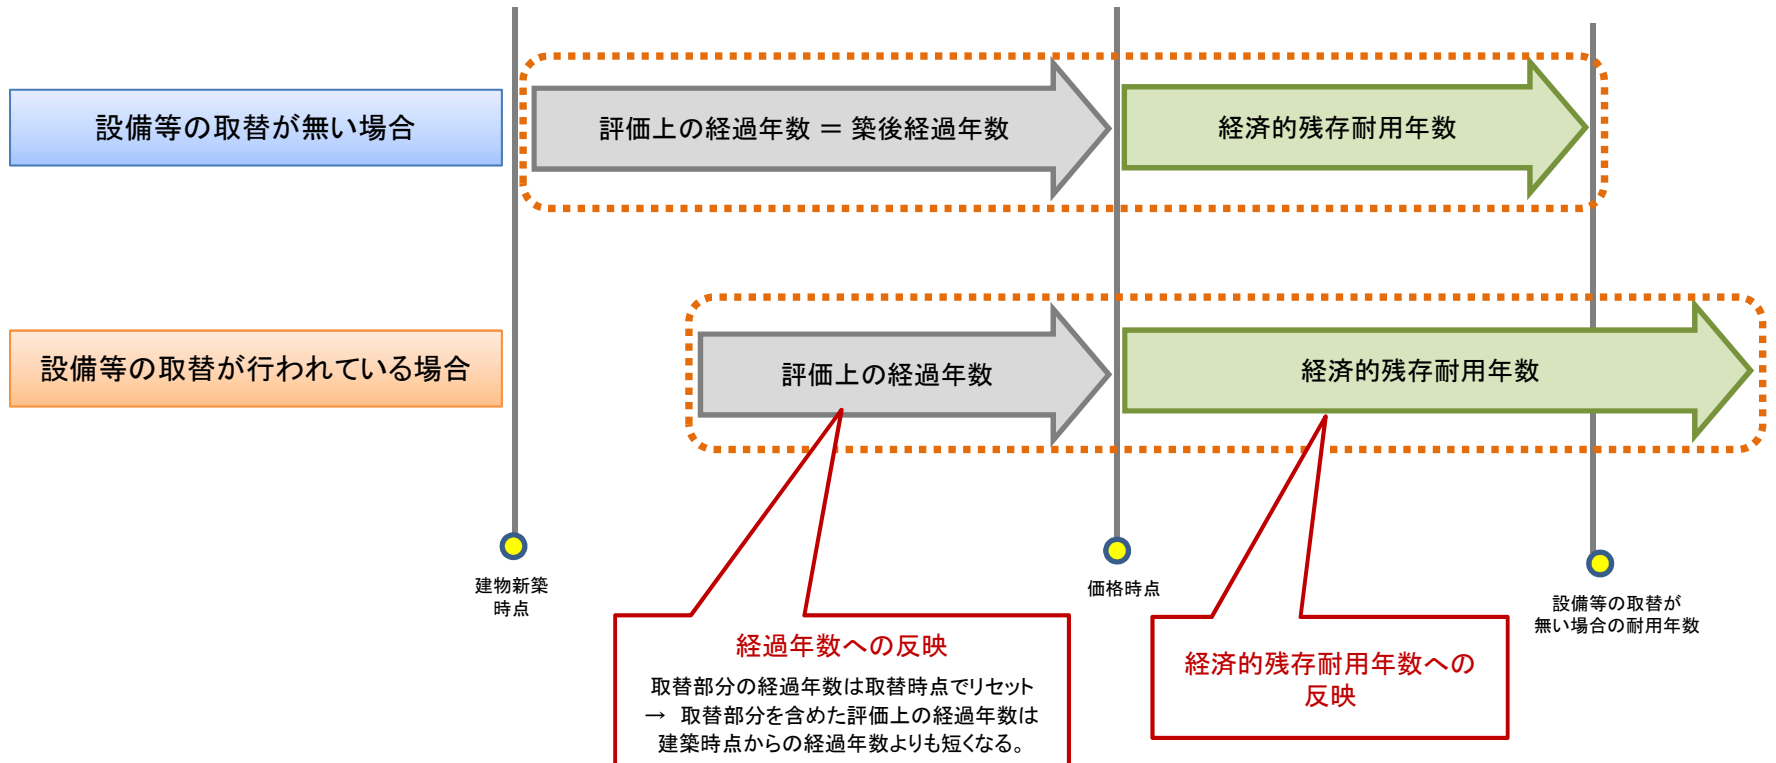 設備等の取替が無い場合
評価上の経過年数 ＝ 築後経過年数
経済的残存耐用年数
設備等の取替が行われている場合
評価上の経過年数
経済的残存耐用年数
建物新築
時点
価格時点
設備等の取替が
無い場合の耐用年数
経過年数への反映
取替部分の経過年数は取替時点でリセット
→ 取替部分を含めた評価上の経過年数は
建築時点からの経過年数よりも短くなる。
経済的残存耐用年数への
反映